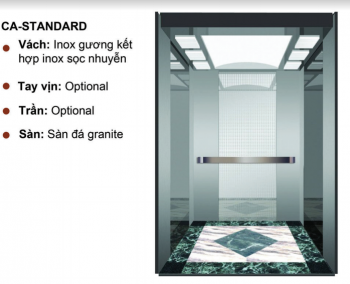 CA-STANDARD
Vách: Inox gương kết
hợp inox sọc nhuyễn
Tay vịn: Optional
Trần: Optional
Sàn: Sàn đá granite